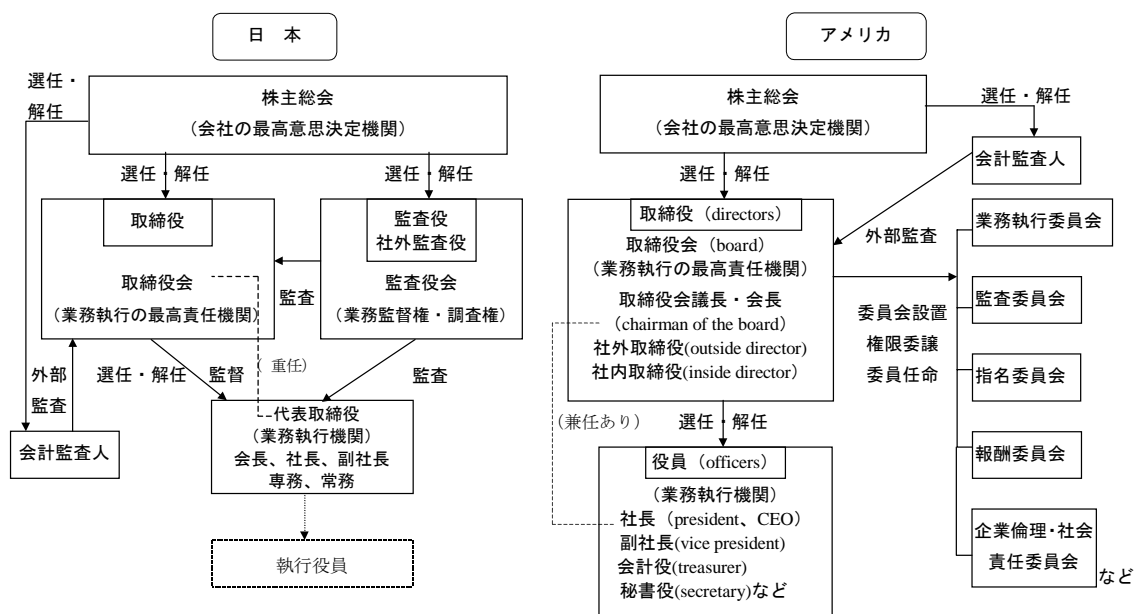 日 本
選任・
解任
株主総会
(会社の最高意思決定機関)
選任・解任
選任・解任
取締役
取締役会
(業務執行の最高責任機関)
監査役
社外監査役
監査役会
(業務監督権・調査権)
監査
外部
監査
選任・解任
監督
(重任)
監査
会計監査人
代表取締役
(業務執行機関)
会長、社長、副社長
専務、常務
執行役員
アメリカ
株主総会
(会社の最高意思決定機関)
選任・解任
会計監査人
選任・解任
外部監査
取締役(directors)
取締役会(board)
(業務執行の最高責任機関)
取締役会議長・会長
(chairman of the board)
社外取締役(outside director)
社内取締役(inside director)
委員会設置
権限委譲
委員任命
業務執行委員会
監査委員会
指名委員会
報酬委員会
企業倫理・社会
責任委員会
など
(兼任あり)
選任・解任
役員(officers)
(業務執行機関)
社長(president、CEO)
副社長(vice president)
会計役(treasurer)
秘書役(secretary)など